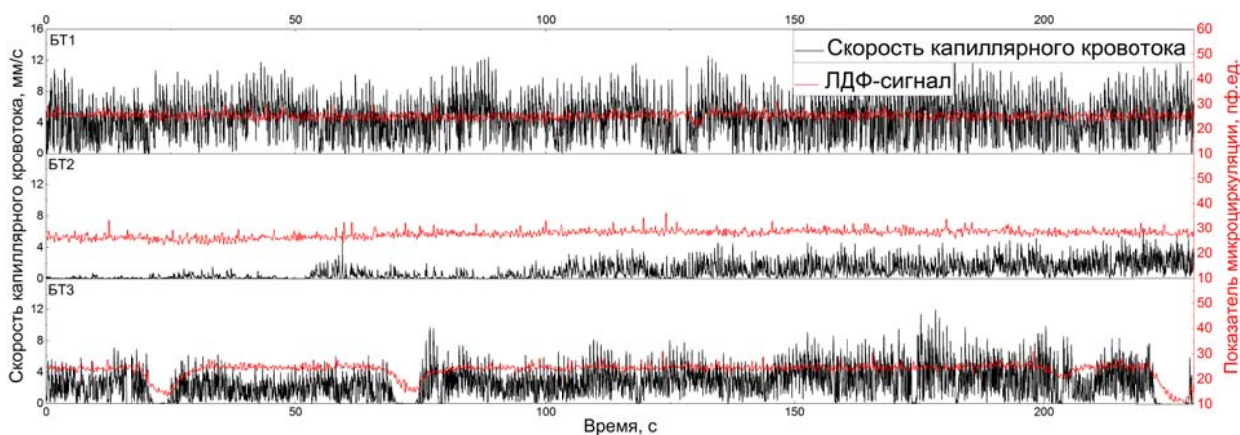 0 50 100 150 200
16 БТ1 60
Скорость капиллярного кровотока
12 50
ЛДФ-сигнал
8 40
4 30
20
0 10
БТ2
12 50
8 40
4 30
20
0 10
БТ3
12 50
8 40
4 30
20
0 10
0 50 100 150 200
Время, с
Скорость капиллярного кровотока, мм/с
Показатель микроциркуляции, пф.ед.